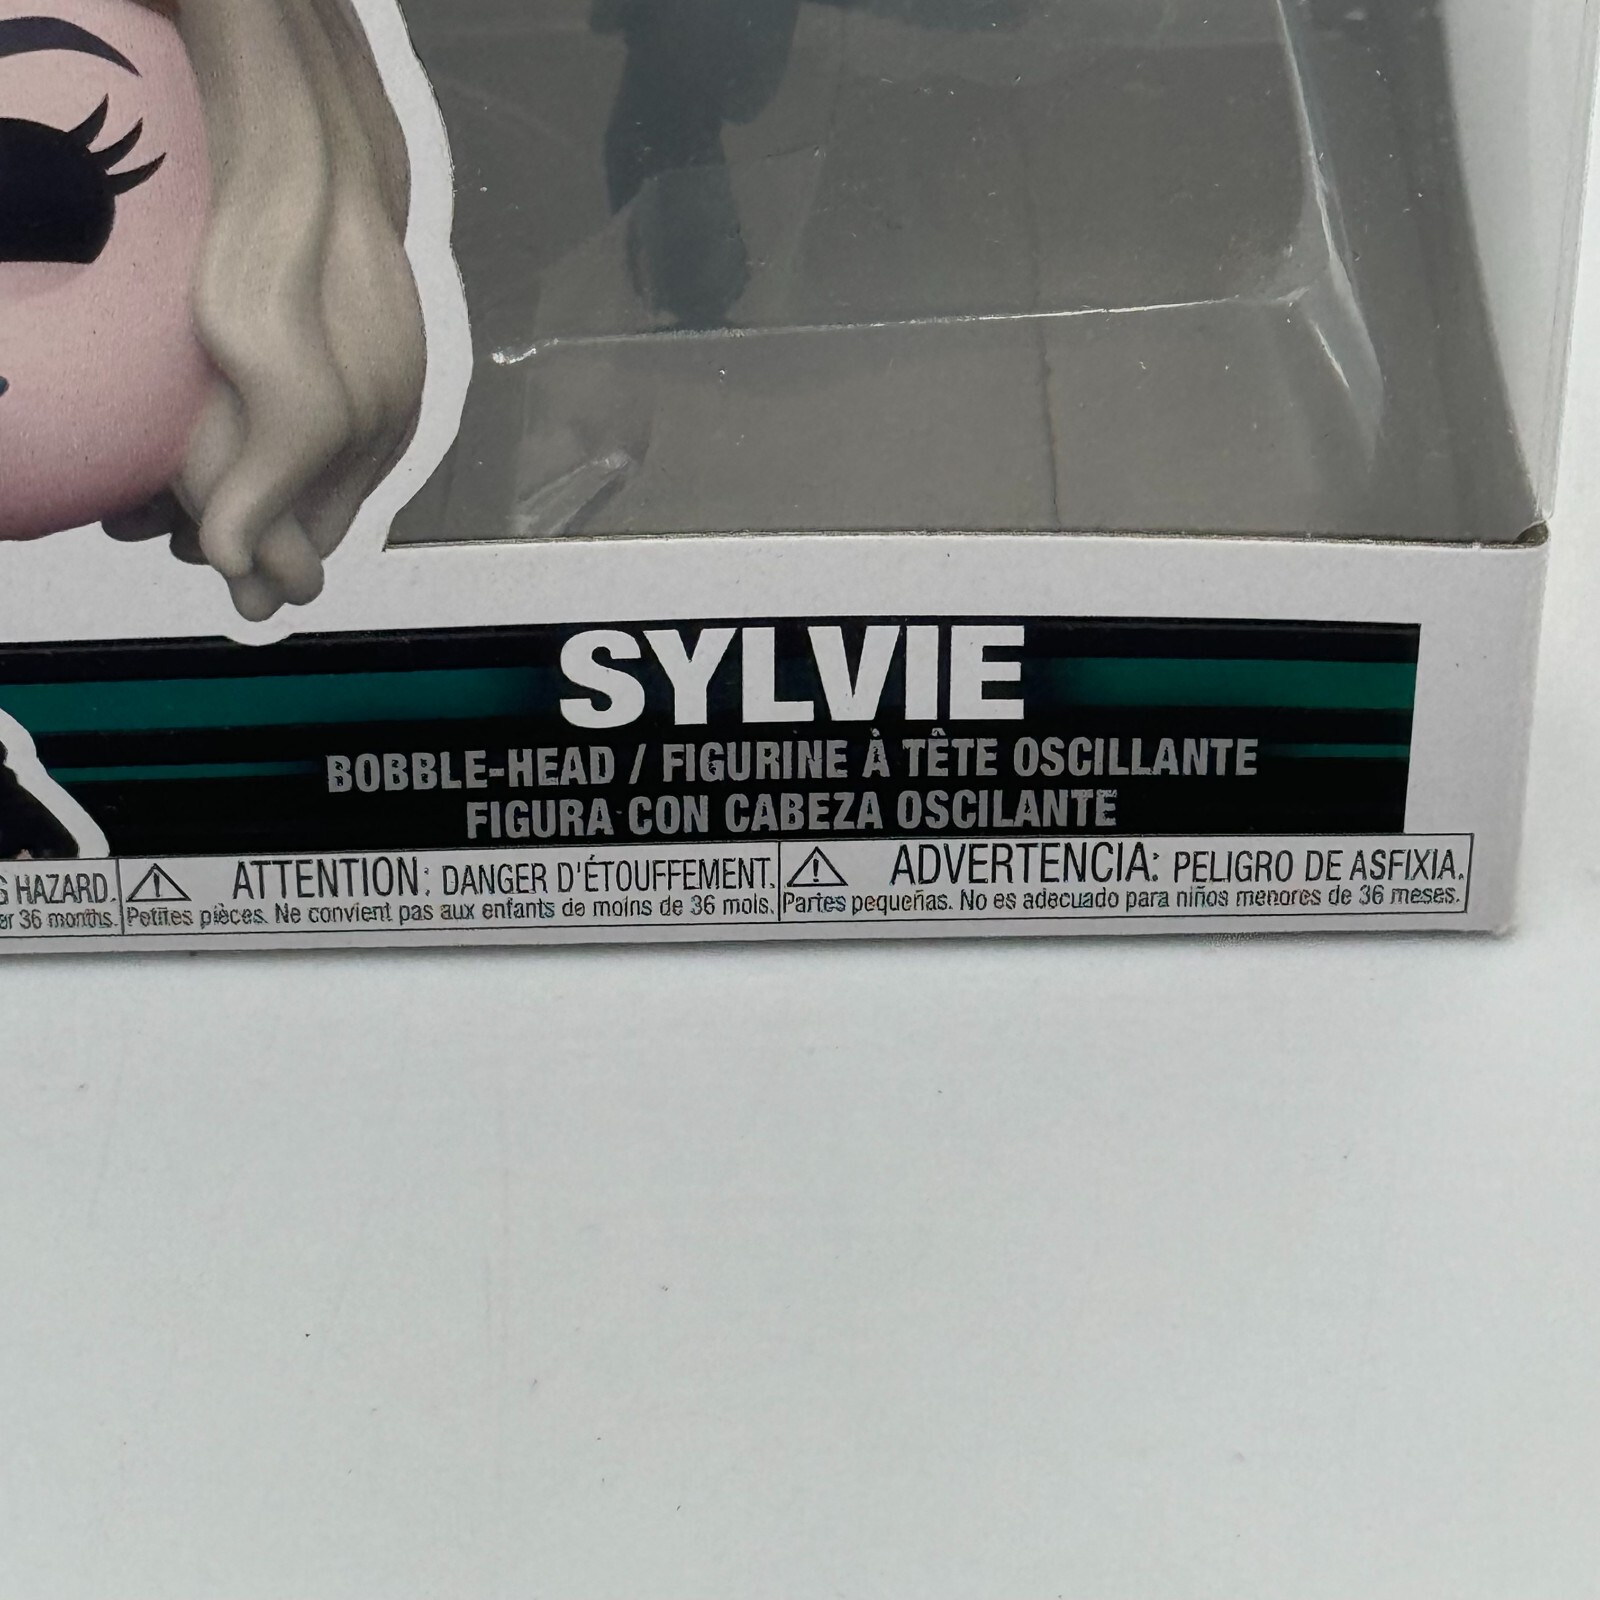 SYLVIE
BOBBLE-HEAD / FIGURINE À TÊTE OSCILLANTE
FIGURA CON CABEZA OSCILANTE
HAZARD. ⚠ ATTENTION: DANGER D'ÉTOUFFEMENT. ⚠ ADVERTENCIA: PELIGRO DE ASFIXIA.
36 months. Petites pièces. Ne convient pas aux enfants de moins de 36 mois. Partes pequeñas. No es adecuado para niños menores de 36 meses.